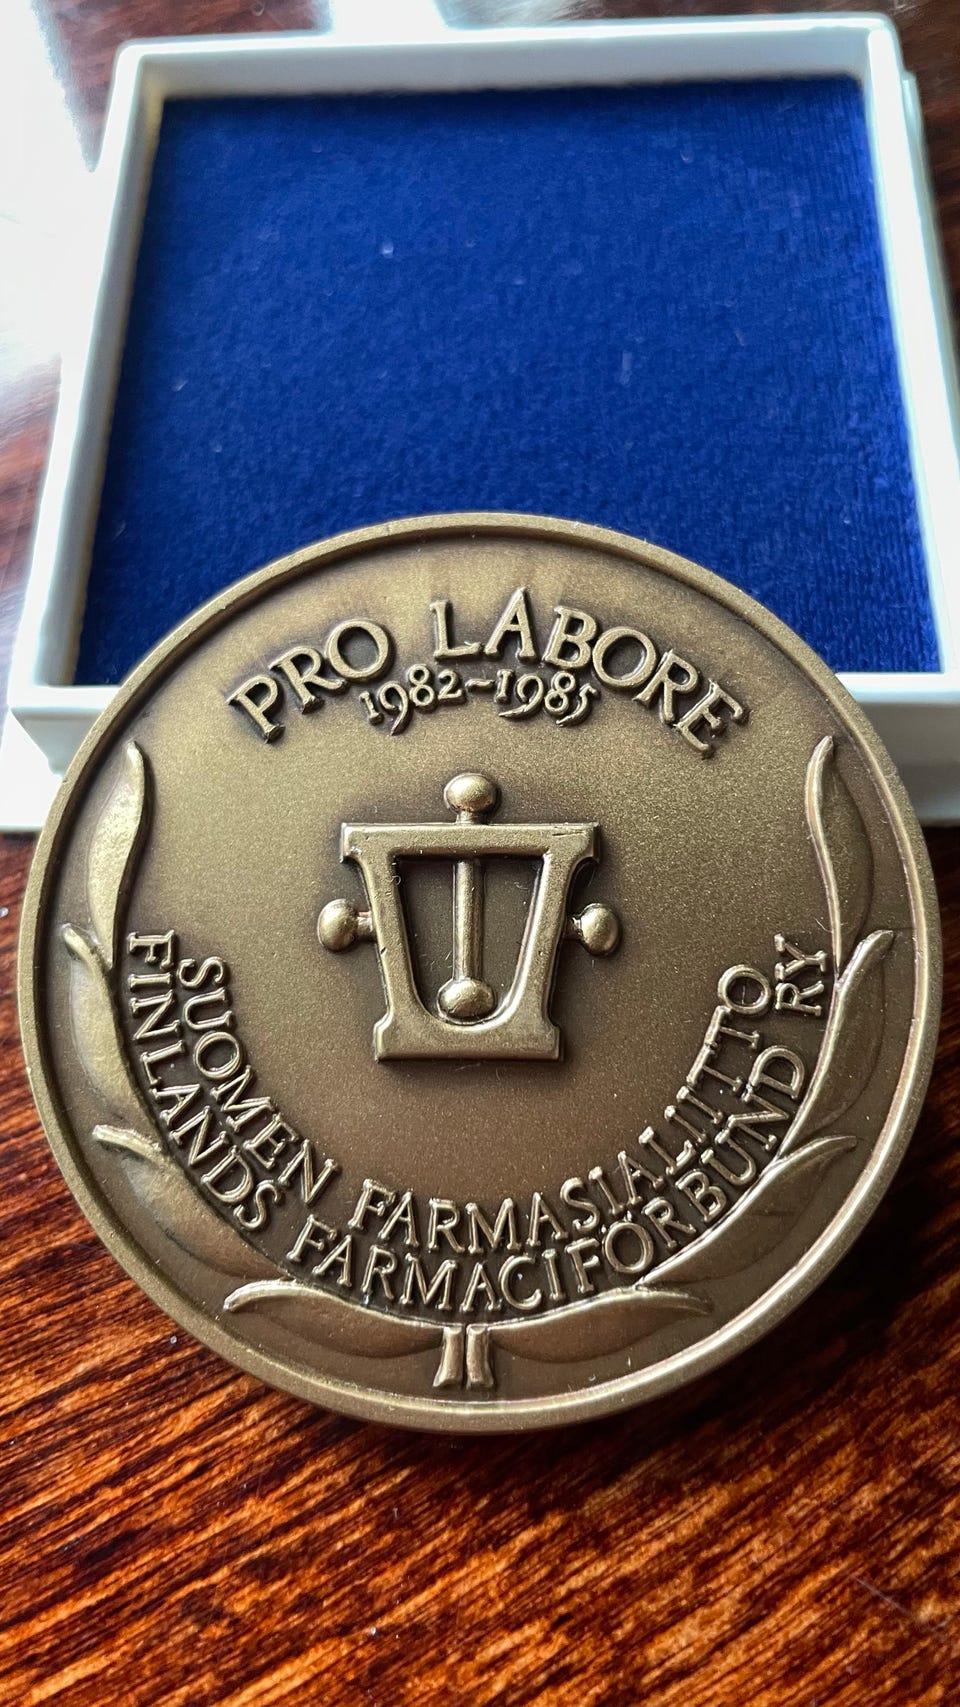 PRO LABORE
1982~1985
SUOMEN FARMASIALIITTO
FINLANDS FARMACIFÖRBUND RY